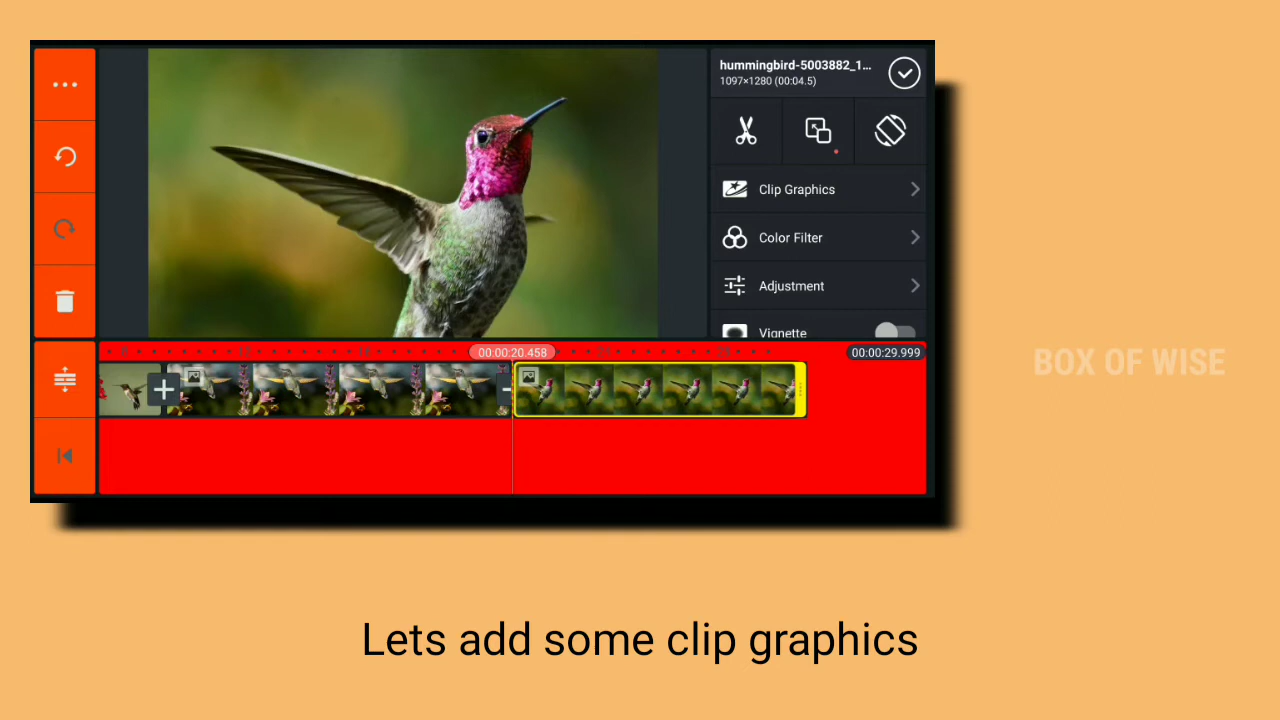 hummingbird-5003882_1...
1097×1280 (00:04.5)
Clip Graphics
Color Filter
Adjustment
Vignette
00:00:20.458
00:00:29.999
BOX OF WISE
Lets add some clip graphics